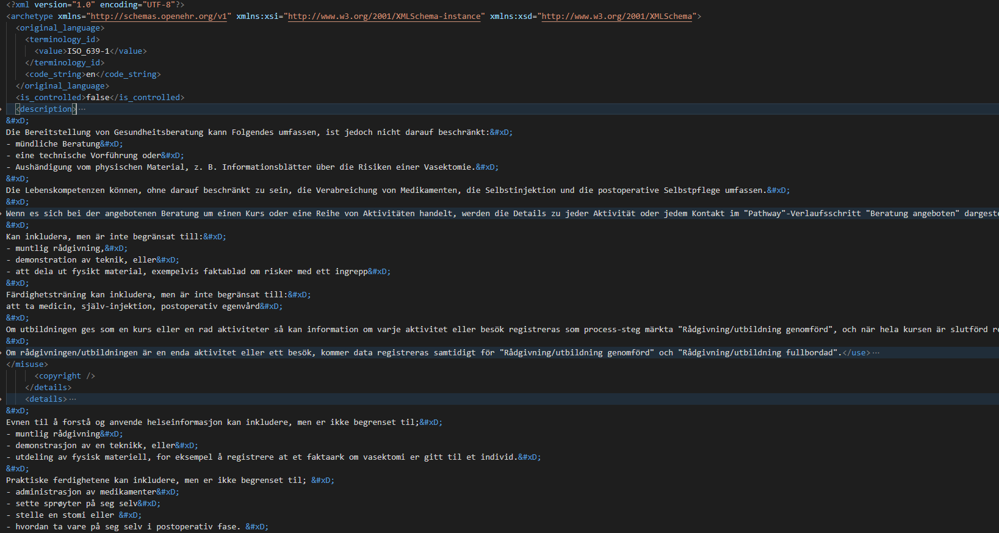 <?xml version="1.0" encoding="UTF-8"?>
<archetype xmlns="http://schemas.openehr.org/v1" xmlns:xsi="http://www.w3.org/2001/XMLSchema-instance" xmlns:xsd="http://www.w3.org/2001/XMLSchema">
<original_language>
<terminology_id>
<value>ISO_639-1</value>
</terminology_id>
<code_string>en</code_string>
</original_language>
<is_controlled>false</is_controlled>
<description>···
&#xD;
Die Bereitstellung von Gesundheitsberatung kann Folgendes umfassen, ist jedoch nicht darauf beschränkt:&#xD;
- mündliche Beratung&#xD;
- eine technische Vorführung oder&#xD;
- Aushändigung vom physischen Material, z. B. Informationsblätter über die Risiken einer Vasektomie.&#xD;
&#xD;
Die Lebenskompetenzen können, ohne darauf beschränkt zu sein, die Verabreichung von Medikamenten, die Selbstinjektion und die postoperative Selbstpflege umfassen.&#xD;
&#xD;
Wenn es sich bei der angebotenen Beratung um einen Kurs oder eine Reihe von Aktivitäten handelt, werden die Details zu jeder Aktivität oder jedem Kontakt im "Pathway"-Verlaufsschritt "Beratung angeboten" dargeste
&#xD;
Kan inkludera, men är inte begränsat till:&#xD;
- muntlig rådgivning,&#xD;
- demonstration av teknik, eller&#xD;
- att dela ut fysikt material, exempelvis faktablad om risker med ett ingrepp&#xD;
&#xD;
Färdighetsträning kan inkludera, men är inte begränsat till:&#xD;
att ta medicin, själv-injektion, postoperativ egenvård&#xD;
&#xD;
Om utbildningen ges som en kurs eller en rad aktiviteter så kan information om varje aktivitet eller besök registreras som process-steg märkta "Rådgivning/utbildning genomförd", och när hela kursen är slutförd re
&#xD;
Om rådgivningen/utbildningen är en enda aktivitet eller ett besök, kommer data registreras samtidigt för "Rådgivning/utbildning genomförd" och "Rådgivning/utbildning fullbordad".</use>···
</misuse>
<copyright />
</details>
<details>···
&#xD;
Evnen til å forstå og anvende helseinformasjon kan inkludere, men er ikke begrenset til;&#xD;
- muntlig rådgivning&#xD;
- demonstrasjon av en teknikk, eller&#xD;
- utdeling av fysisk materiell, for eksempel å registrere at et faktaark om vasektomi er gitt til et individ.&#xD;
&#xD;
Praktiske ferdighetene kan inkludere, men er ikke begrenset til; &#xD;
- administrasjon av medikamenter&#xD;
- sette sprøyter på seg selv&#xD;
- stelle en stomi eller &#xD;
- hvordan ta vare på seg selv i postoperativ fase. &#xD;